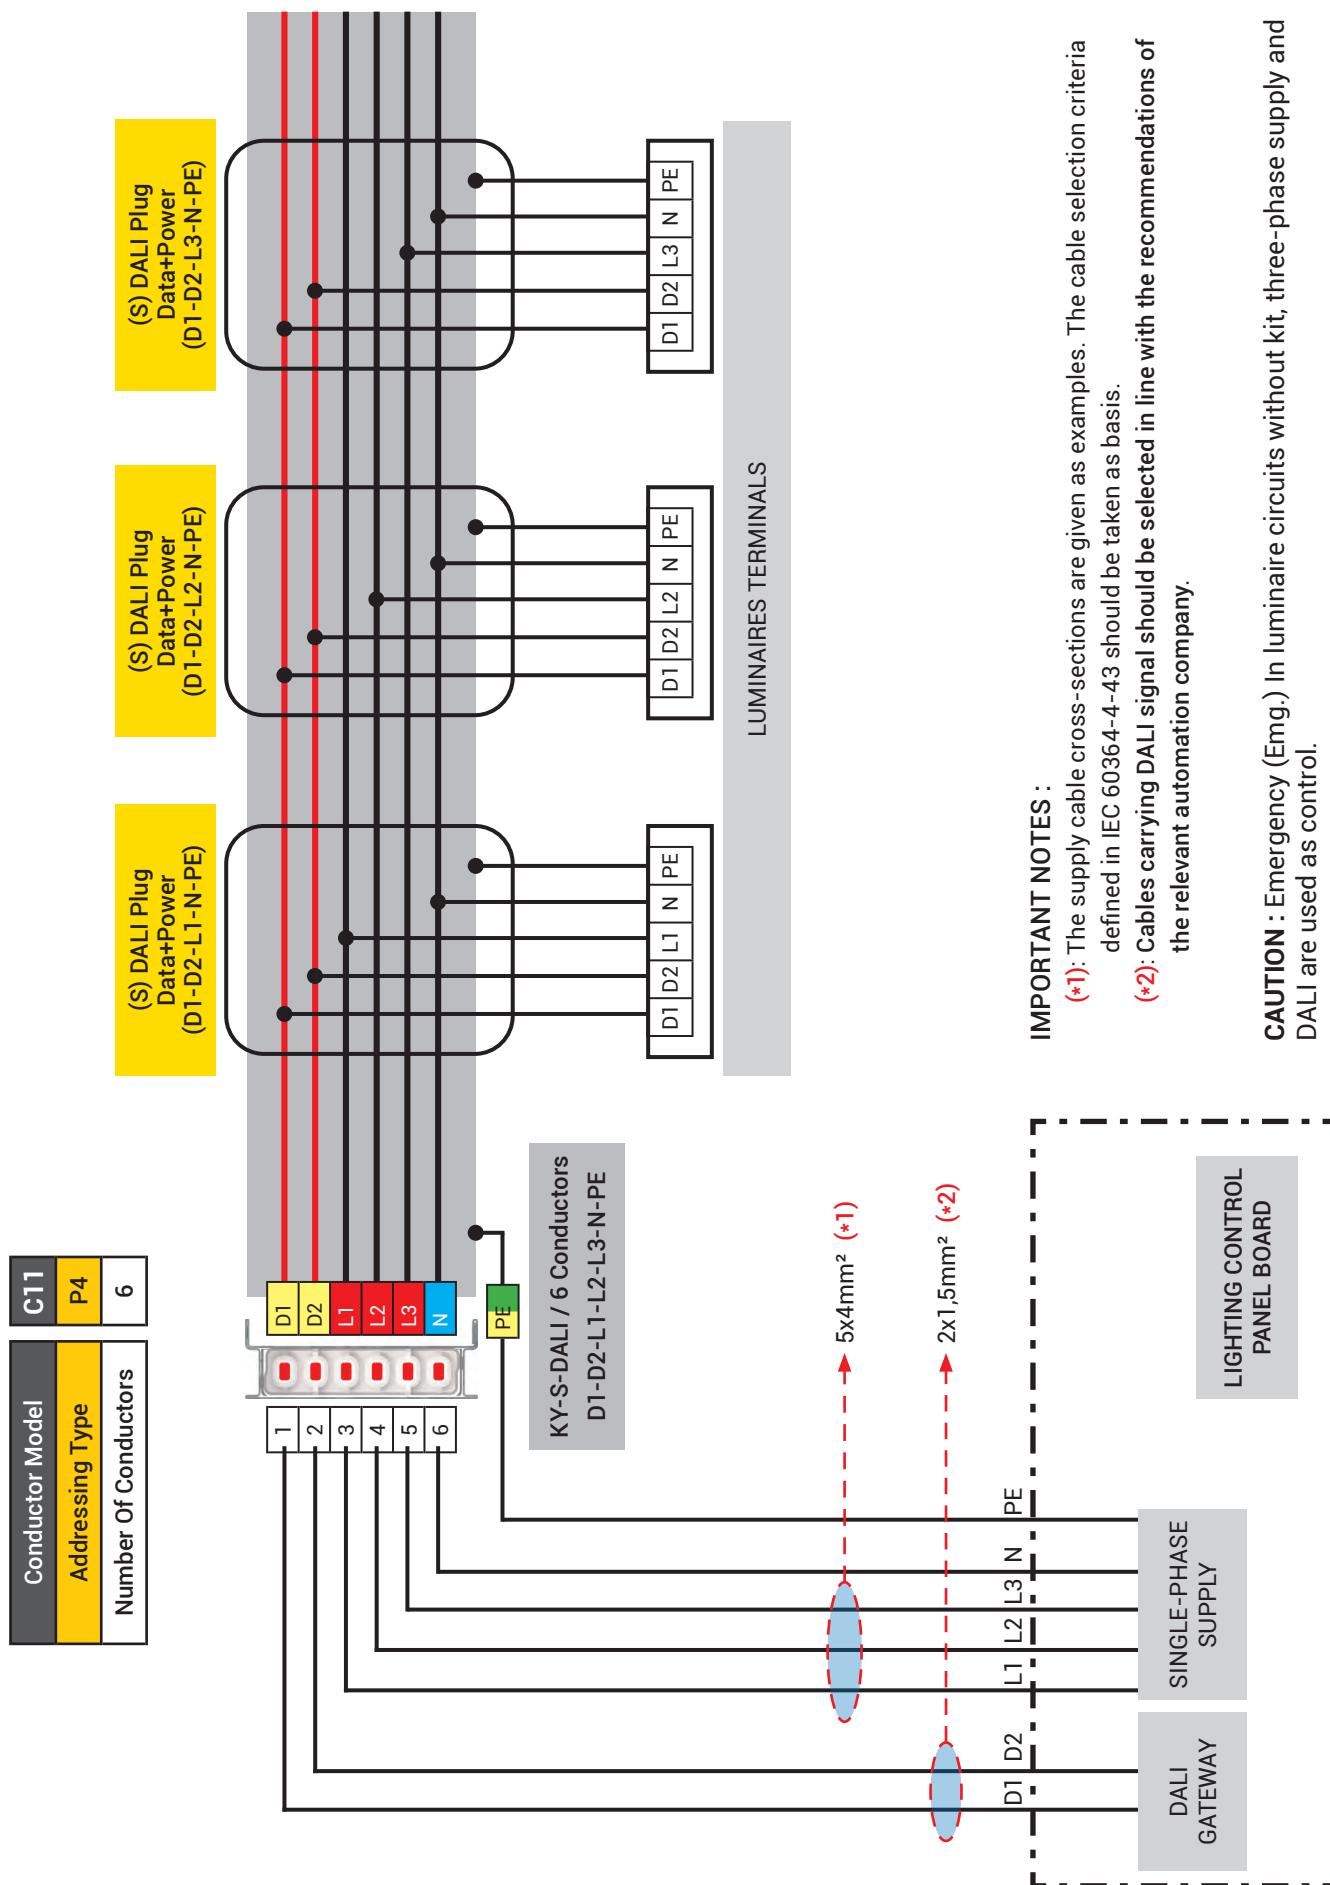 Conductor Model C11
Addressing Type P4
Number Of Conductors 6
(S) DALI Plug
Data+Power
(D1-D2-L1-N-PE)
(S) DALI Plug
Data+Power
(D1-D2-L2-N-PE)
(S) DALI Plug
Data+Power
(D1-D2-L3-N-PE)
1 D1
2 D2
3 L1
4 L2
5 L3
6 N
PE
KY-S-DALI / 6 Conductors
D1-D2-L1-L2-L3-N-PE
D1 D2 L1 N PE
D1 D2 L2 N PE
D1 D2 L3 N PE
LUMINAIRES TERMINALS
5x4mm² (*1)
2x1,5mm² (*2)
D1 D2 L1 L2 L3 N PE
DALI
GATEWAY
SINGLE-PHASE
SUPPLY
LIGHTING CONTROL
PANEL BOARD
IMPORTANT NOTES :
(*1): The supply cable cross-sections are given as examples. The cable selection criteria
defined in IEC 60364-4-43 should be taken as basis.
(*2): Cables carrying DALI signal should be selected in line with the recommendations of
the relevant automation company.
CAUTION : Emergency (Emg.) In luminaire circuits without kit, three-phase supply and
DALI are used as control.